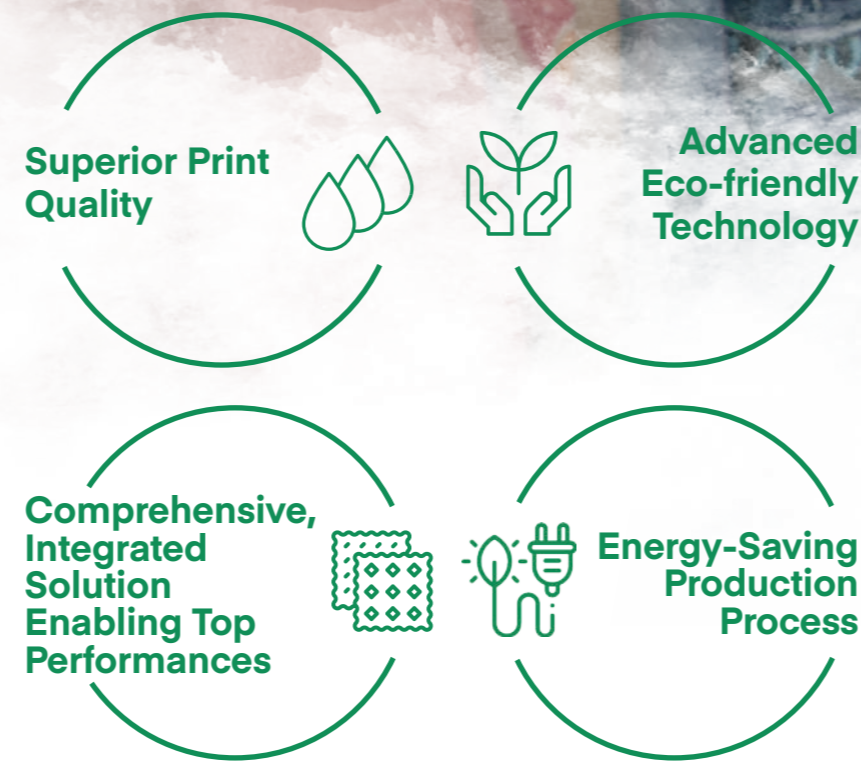 Superior Print
Quality
Advanced
Eco-friendly
Technology
Comprehensive,
Integrated
Solution
Enabling Top
Performances
Energy-Saving
Production
Process